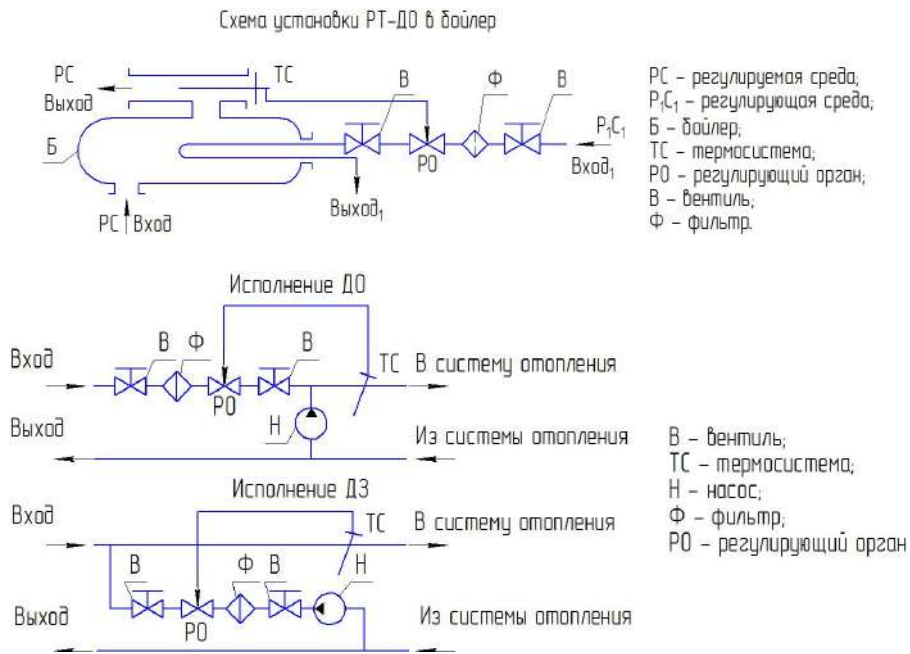 Схема установки РТ-ДО в бойлер
РС
Выход
ТС
В
Ф
В
Б
РО
Р₁С₁
Вход₁
Выход₁
РС Вход
РС – регулируемая среда;
Р₁С₁ – регулирующая среда;
Б – бойлер;
ТС – термосистема;
РО – регулирующий орган;
В – вентиль;
Ф – фильтр.
Исполнение ДО
Вход
В
Ф
В
ТС
В систему отопления
РО
Н
Выход
Из системы отопления
Исполнение ДЗ
Вход
ТС
В систему отопления
В
Ф
В
Н
РО
Выход
Из системы отопления
В – вентиль;
ТС – термосистема;
Н – насос;
Ф – фильтр;
РО – регулирующий орган